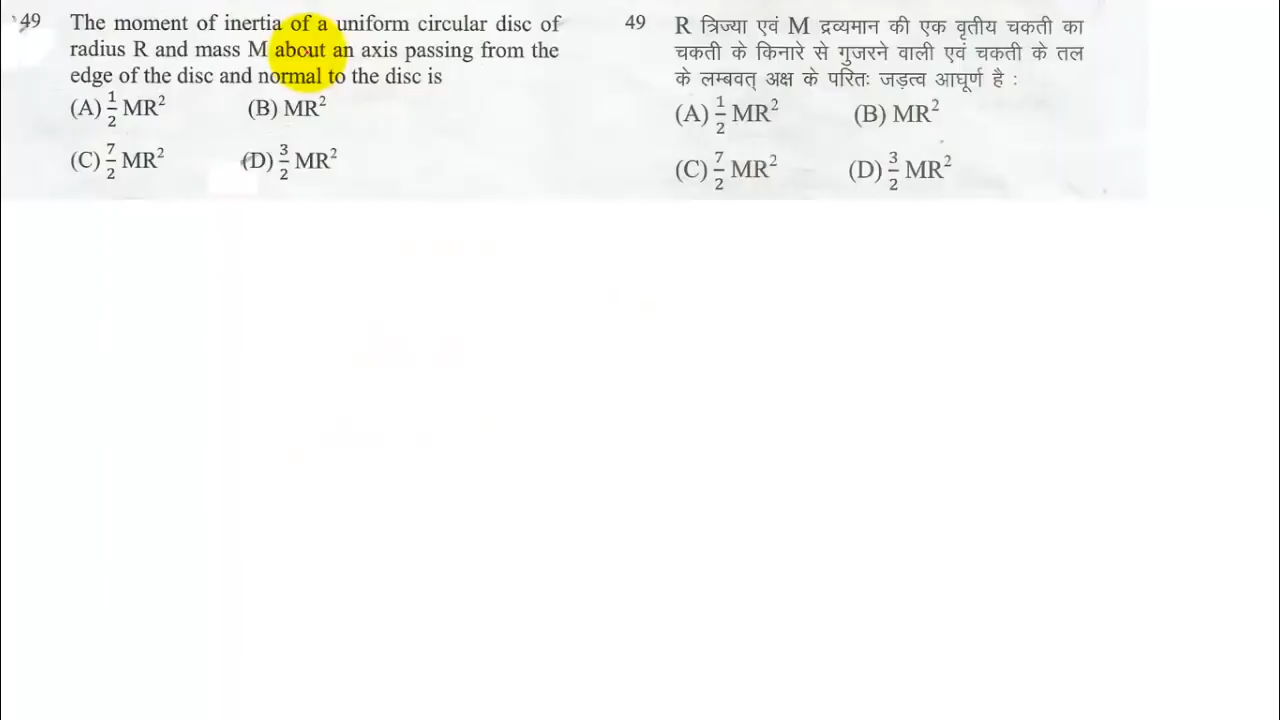 49 The moment of inertia of a uniform circular disc of
radius R and mass M about an axis passing from the
edge of the disc and normal to the disc is
(A) 1/2 MR² (B) MR²
(C) 7/2 MR² (D) 3/2 MR²
49 R त्रिज्या एवं M द्रव्यमान की एक वृतीय चकती का
चकती के किनारे से गुजरने वाली एवं चकती के तल
के लम्बवत् अक्ष के परितः जड़त्व आघूर्ण है :
(A) 1/2 MR² (B) MR²
(C) 7/2 MR² (D) 3/2 MR²